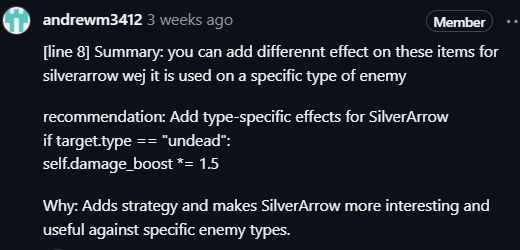 andrewm3412 3 weeks ago
Member
[line 8] Summary: you can add differennt effect on these items for
silverarrow wej it is used on a specific type of enemy
recommendation: Add type-specific effects for SilverArrow
if target.type == "undead":
self.damage_boost *= 1.5
Why: Adds strategy and makes SilverArrow more interesting and
useful against specific enemy types.